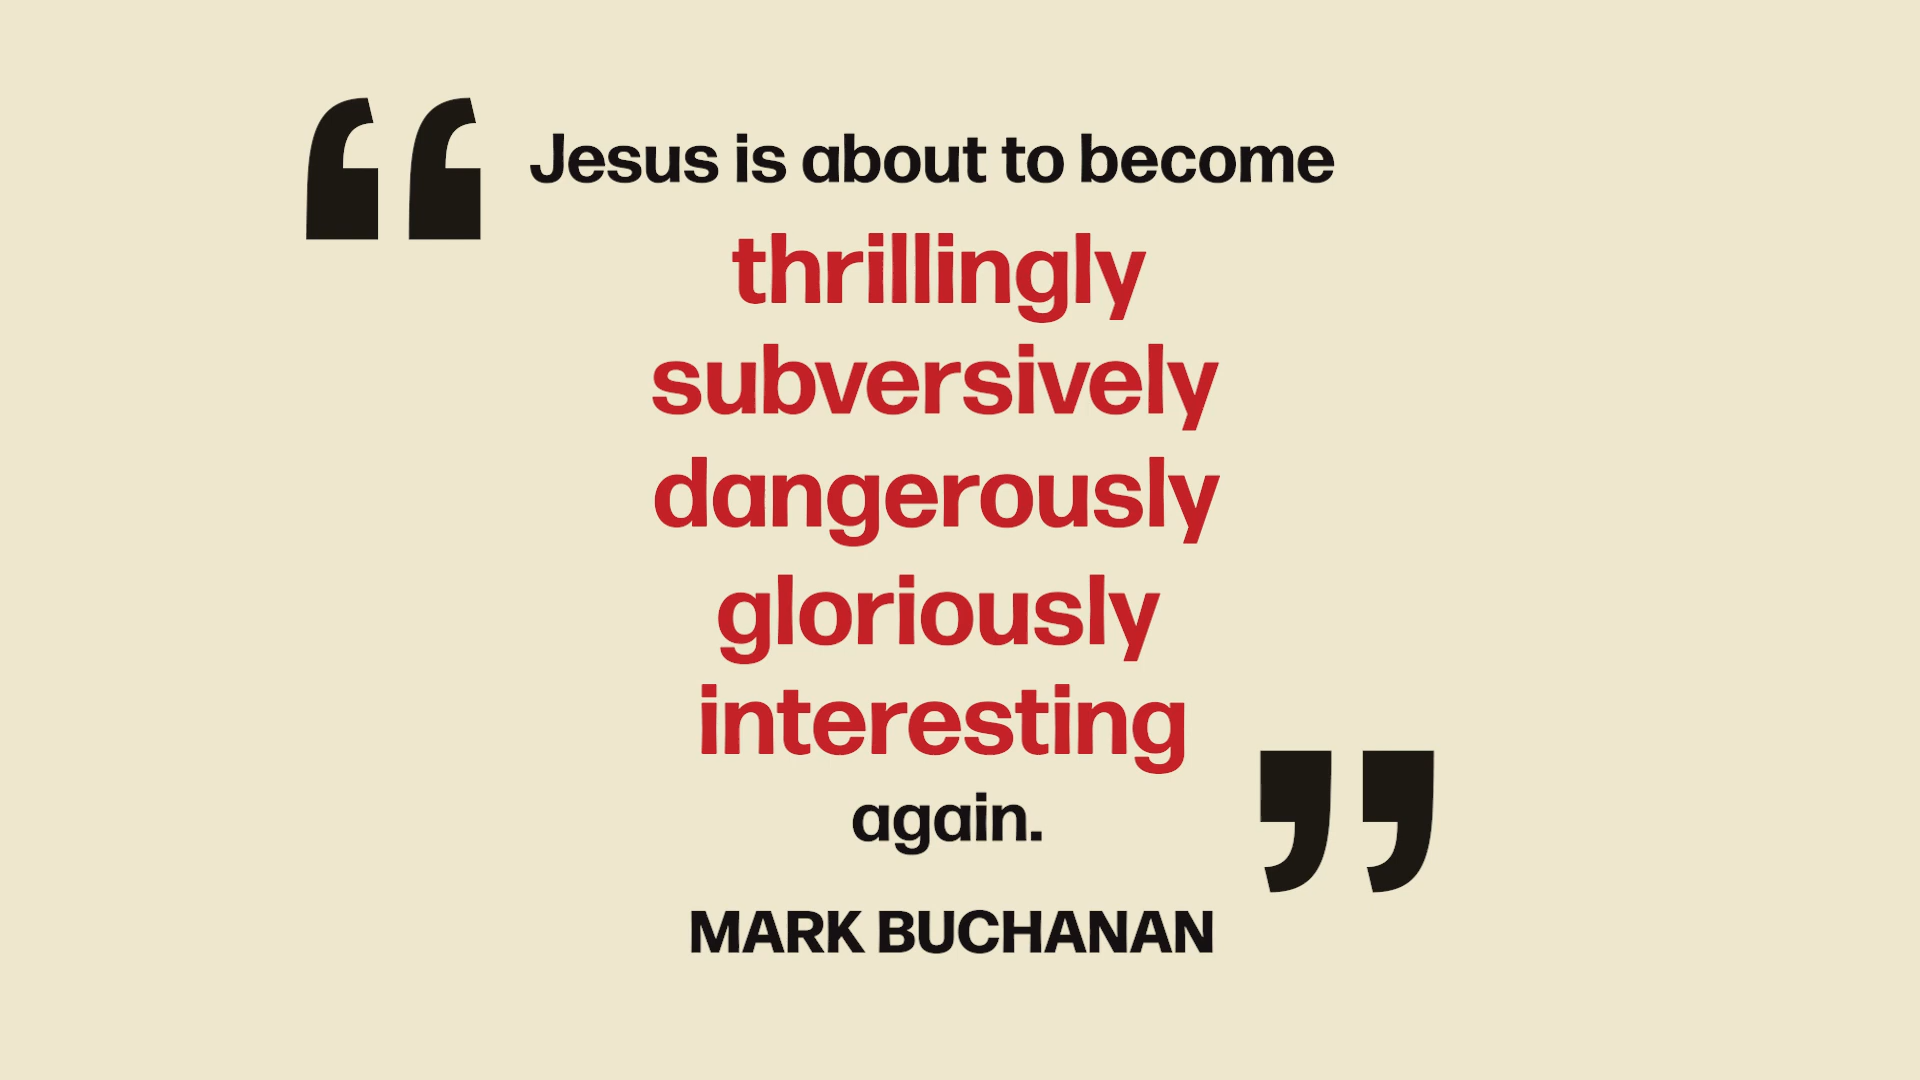 “Jesus is about to become
thrillingly
subversively
dangerously
gloriously
interesting
again.”
MARK BUCHANAN